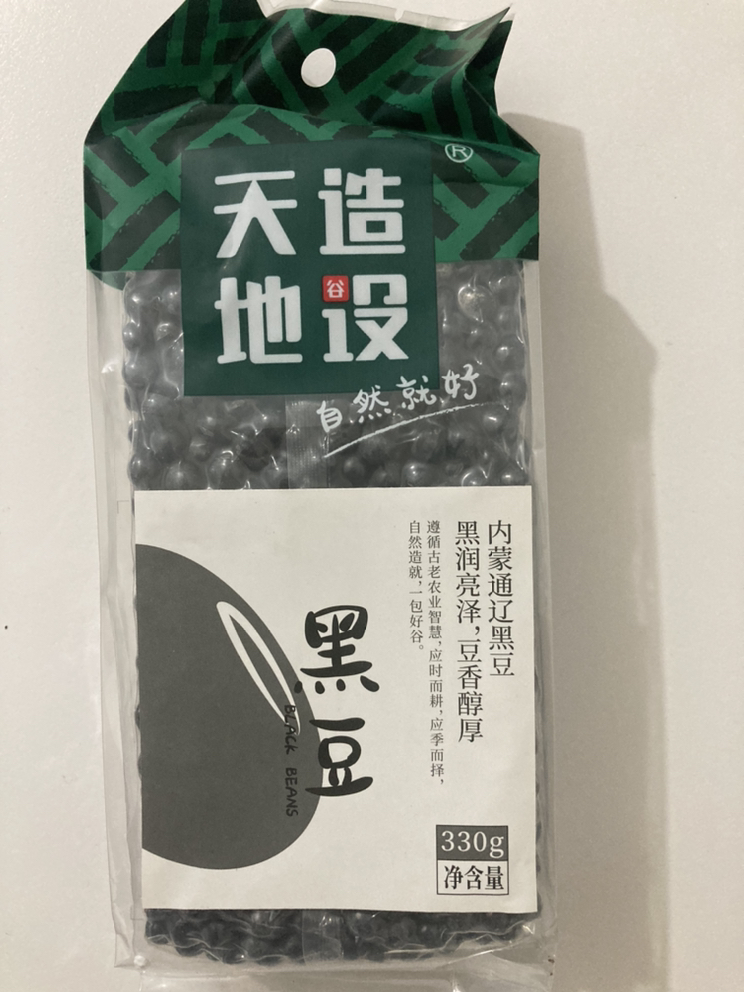 ®
天造
地设
谷
自然就好
内蒙通辽黑豆
黑润亮泽,豆香醇厚
遵循古老农业智慧,应时而耕,应季而择,
自然造就,一包好谷。
黑豆
BLACK BEANS
330g
净含量